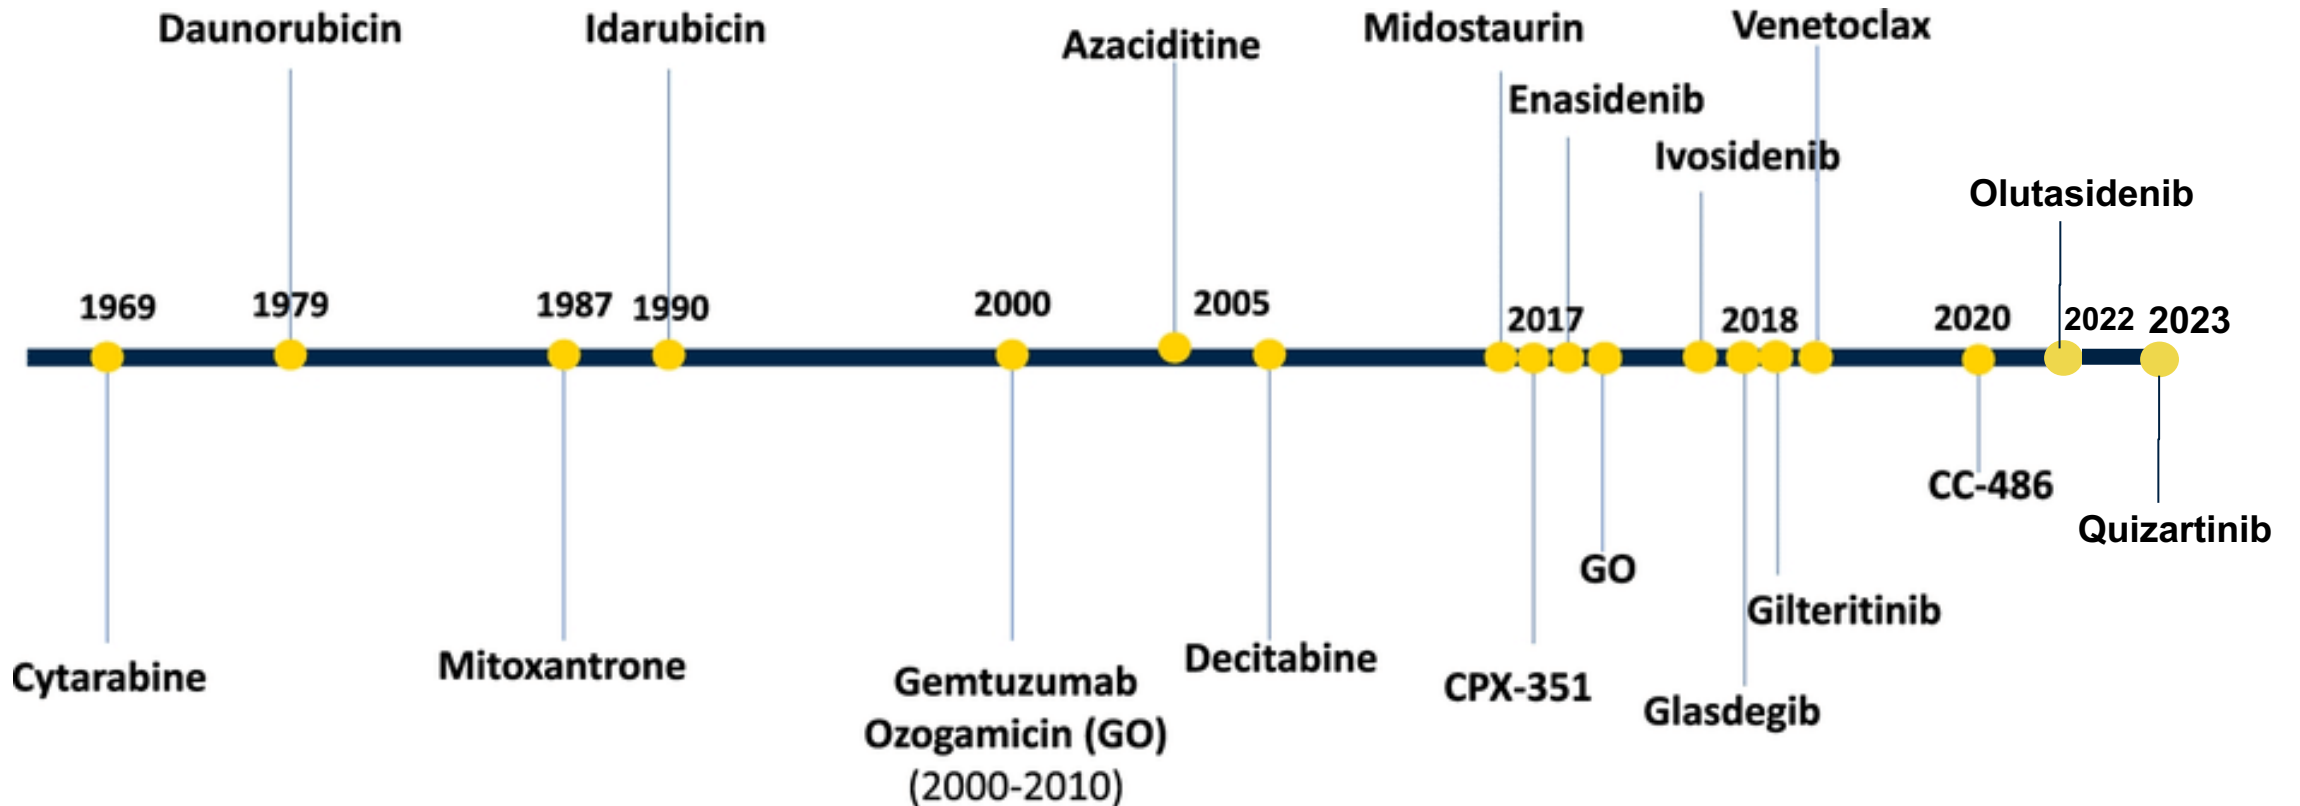 Daunorubicin
Idarubicin
Azaciditine
Midostaurin
Venetoclax
Enasidenib
Ivosidenib
Olutasidenib
1969
1979
1987
1990
2000
2005
2017
2018
2020
2022
2023
Cytarabine
Mitoxantrone
Gemtuzumab
Ozogamicin (GO)
(2000-2010)
Decitabine
CPX-351
GO
Glasdegib
Gilteritinib
CC-486
Quizartinib